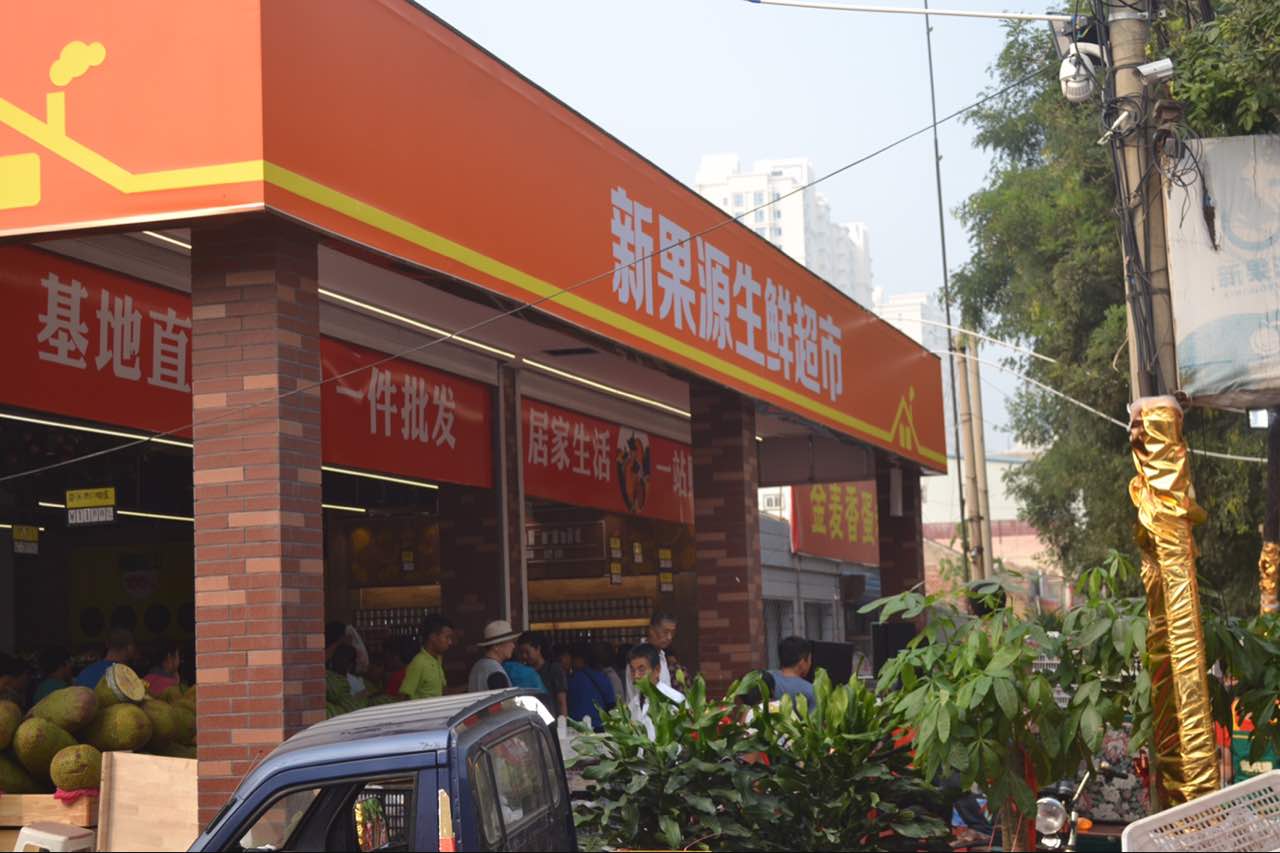 新果源生鲜超市
基地直
一件批发
居家生活
一站
金麦香蛋